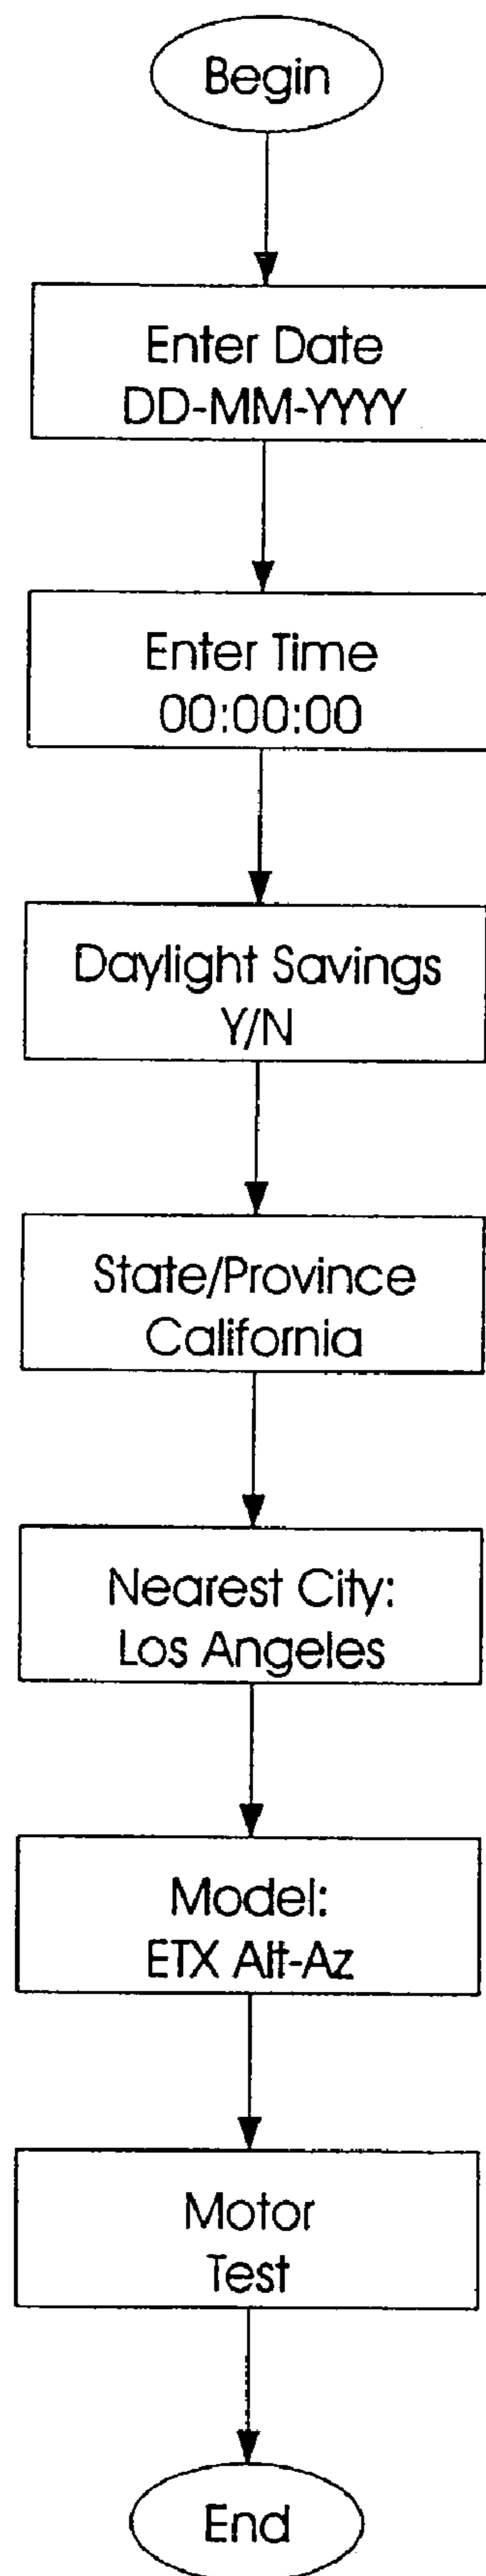 Begin
Enter Date
DD-MM-YYYY
Enter Time
00:00:00
Daylight Savings
Y/N
State/Province
California
Nearest City:
Los Angeles
Model:
ETX Alt-Az
Motor
Test
End